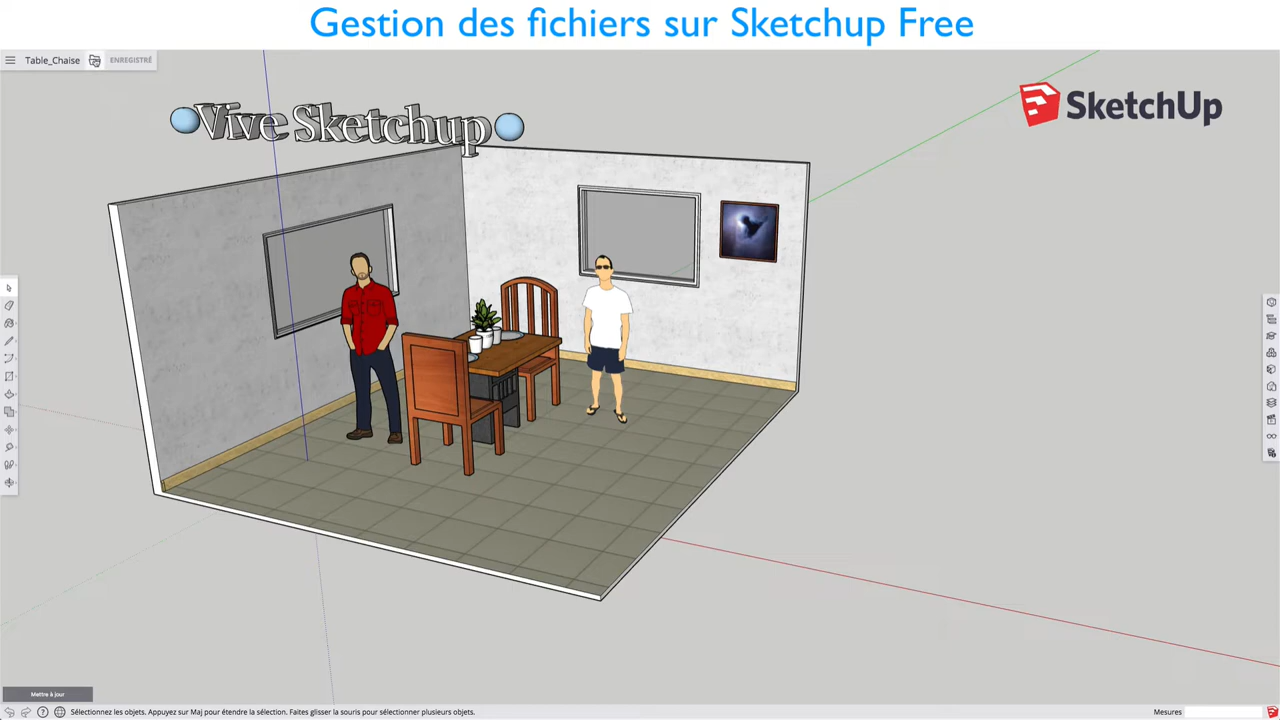 Gestion des fichiers sur Sketchup Free
Table_Chaise
ENREGISTRÉ
SketchUp
Vive Sketchup
Mettre à jour
Sélectionnez les objets. Appuyez sur Maj pour étendre la sélection. Faites glisser la souris pour sélectionner plusieurs objets.
Mesures